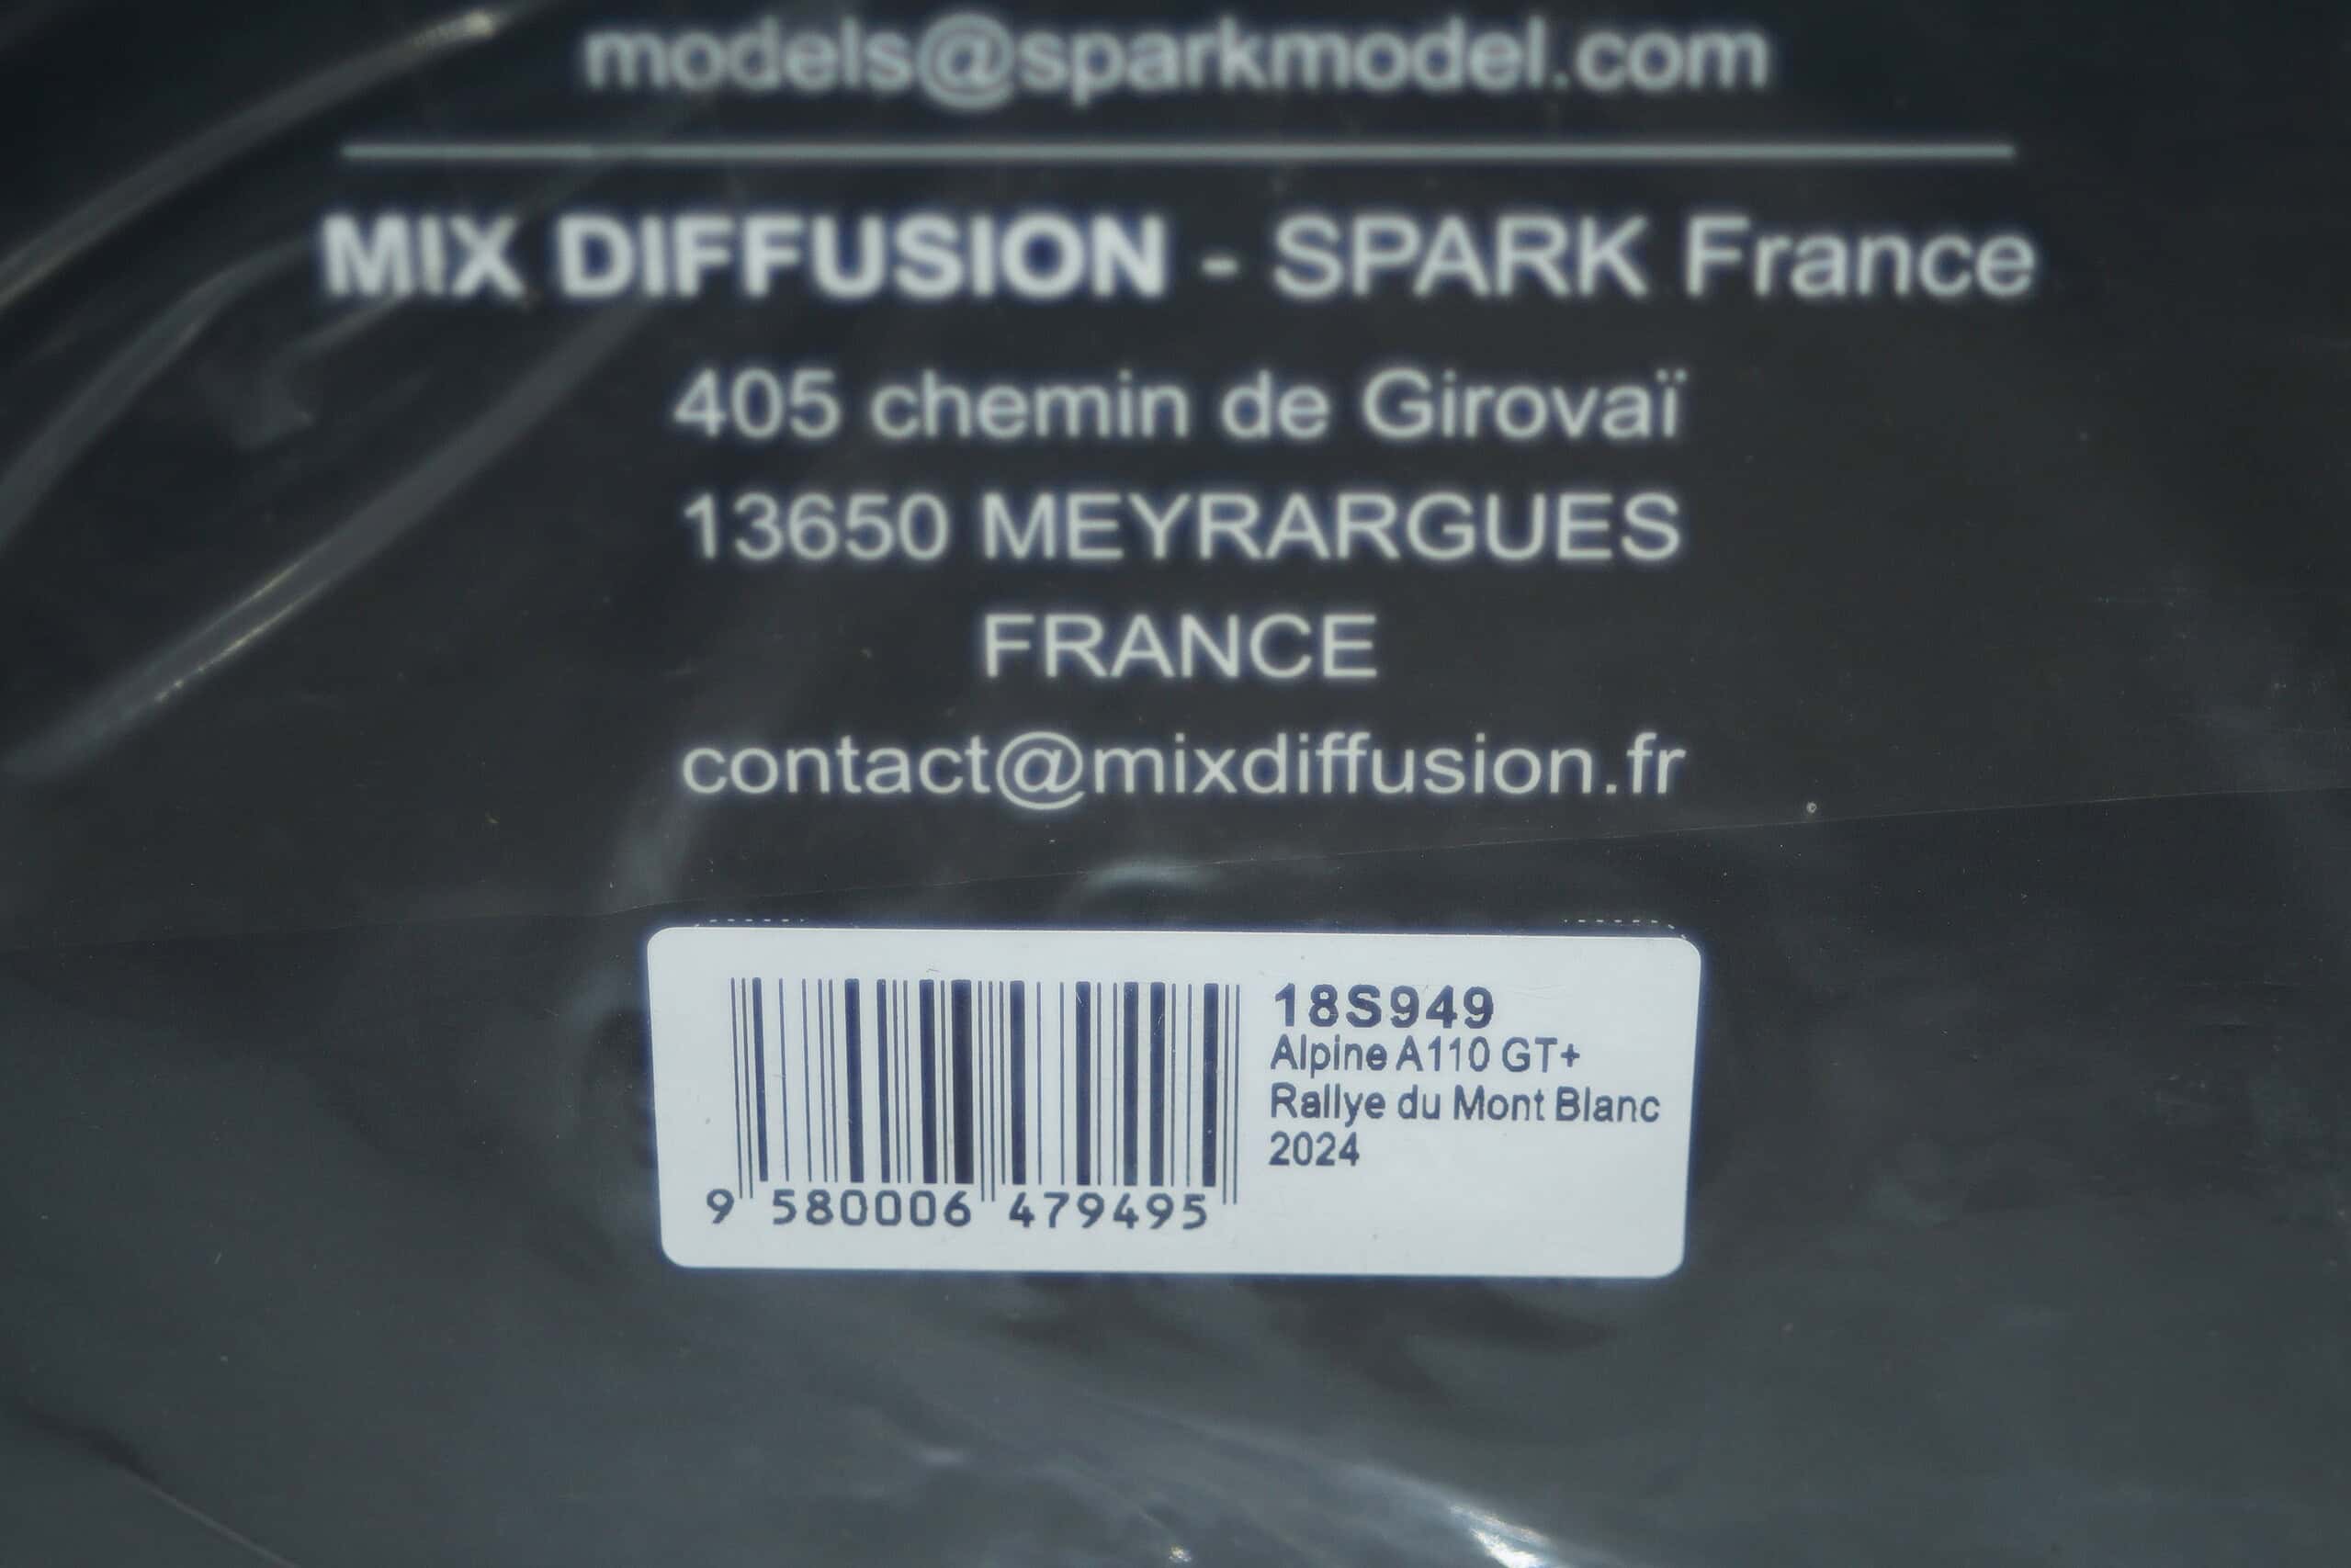 models@sparkmodel.com
MIX DIFFUSION - SPARK France
405 chemin de Girovaï
13650 MEYRARGUES
FRANCE
contact@mixdiffusion.fr
18S949
Alpine A110 GT+
Rallye du Mont Blanc
2024
9 580006 479495